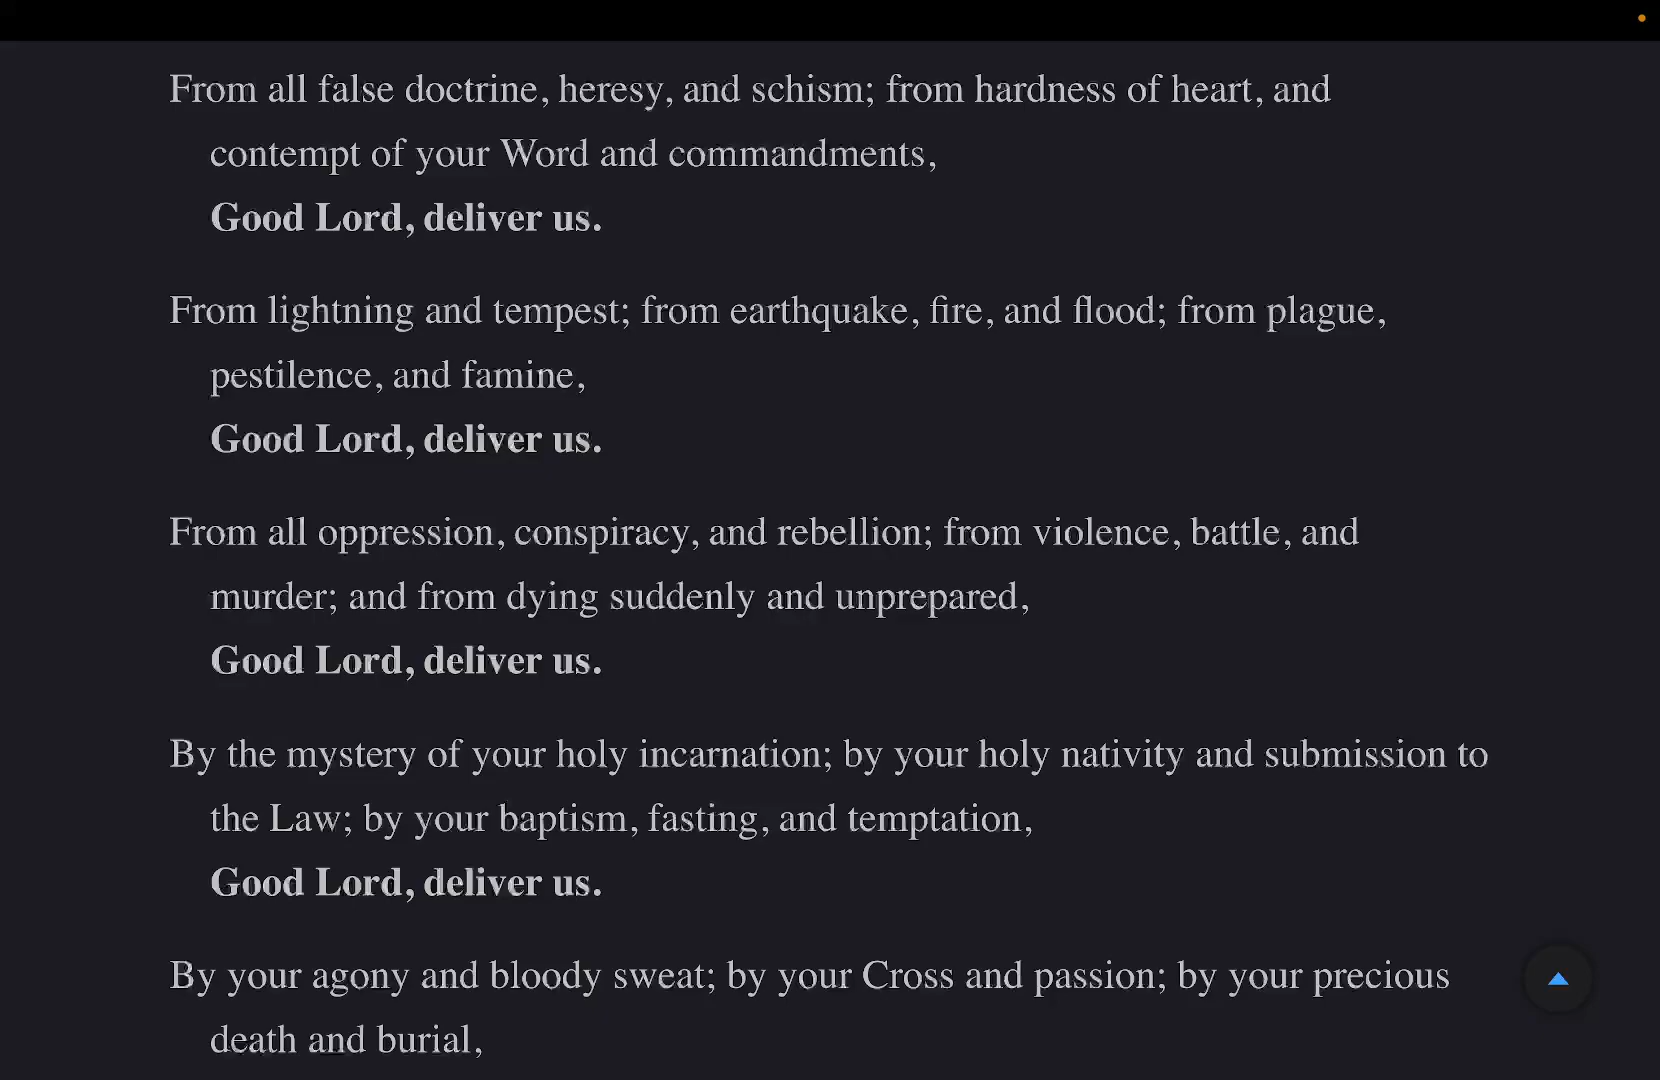 From all false doctrine, heresy, and schism; from hardness of heart, and
contempt of your Word and commandments,
Good Lord, deliver us.
From lightning and tempest; from earthquake, fire, and flood; from plague,
pestilence, and famine,
Good Lord, deliver us.
From all oppression, conspiracy, and rebellion; from violence, battle, and
murder; and from dying suddenly and unprepared,
Good Lord, deliver us.
By the mystery of your holy incarnation; by your holy nativity and submission to
the Law; by your baptism, fasting, and temptation,
Good Lord, deliver us.
By your agony and bloody sweat; by your Cross and passion; by your precious
death and burial,